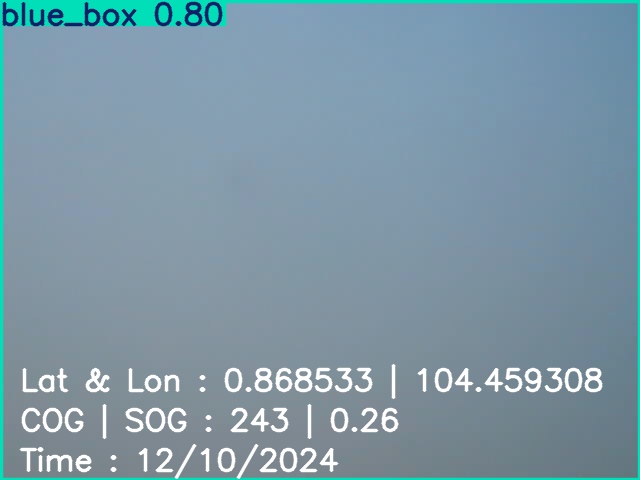 blue_box 0.80
Lat & Lon : 0.868533 | 104.459308
COG | SOG : 243 | 0.26
Time : 12/10/2024